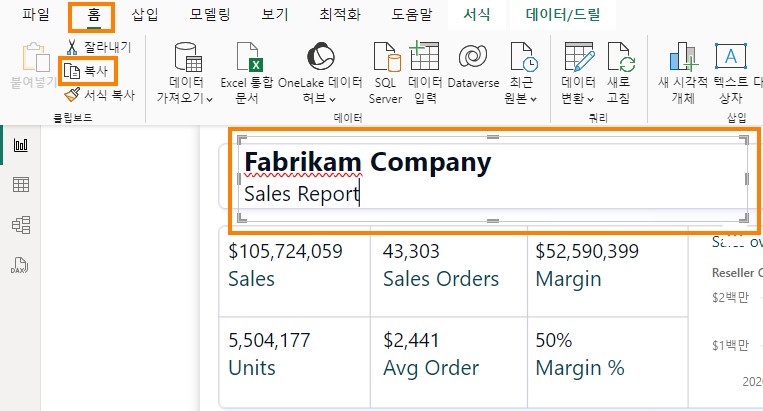 파일 홈 삽입 모델링 보기 최적화 도움말 서식 데이터/드릴
붙여넣기
잘라내기
복사
서식 복사
클립보드
데이터 가져오기
Excel 통합 문서
OneLake 데이터 허브
SQL Server
데이터 입력
Dataverse
최근 원본
데이터
데이터 변환
새로 고침
쿼리
새 시각적 개체
텍스트 상자
삽입
DAX
Fabrikam Company
Sales Report
$105,724,059
Sales
43,303
Sales Orders
$52,590,399
Margin
5,504,177
Units
$2,441
Avg Order
50%
Margin %
Sales ov
Reseller C
$2백만
$1백만
2020